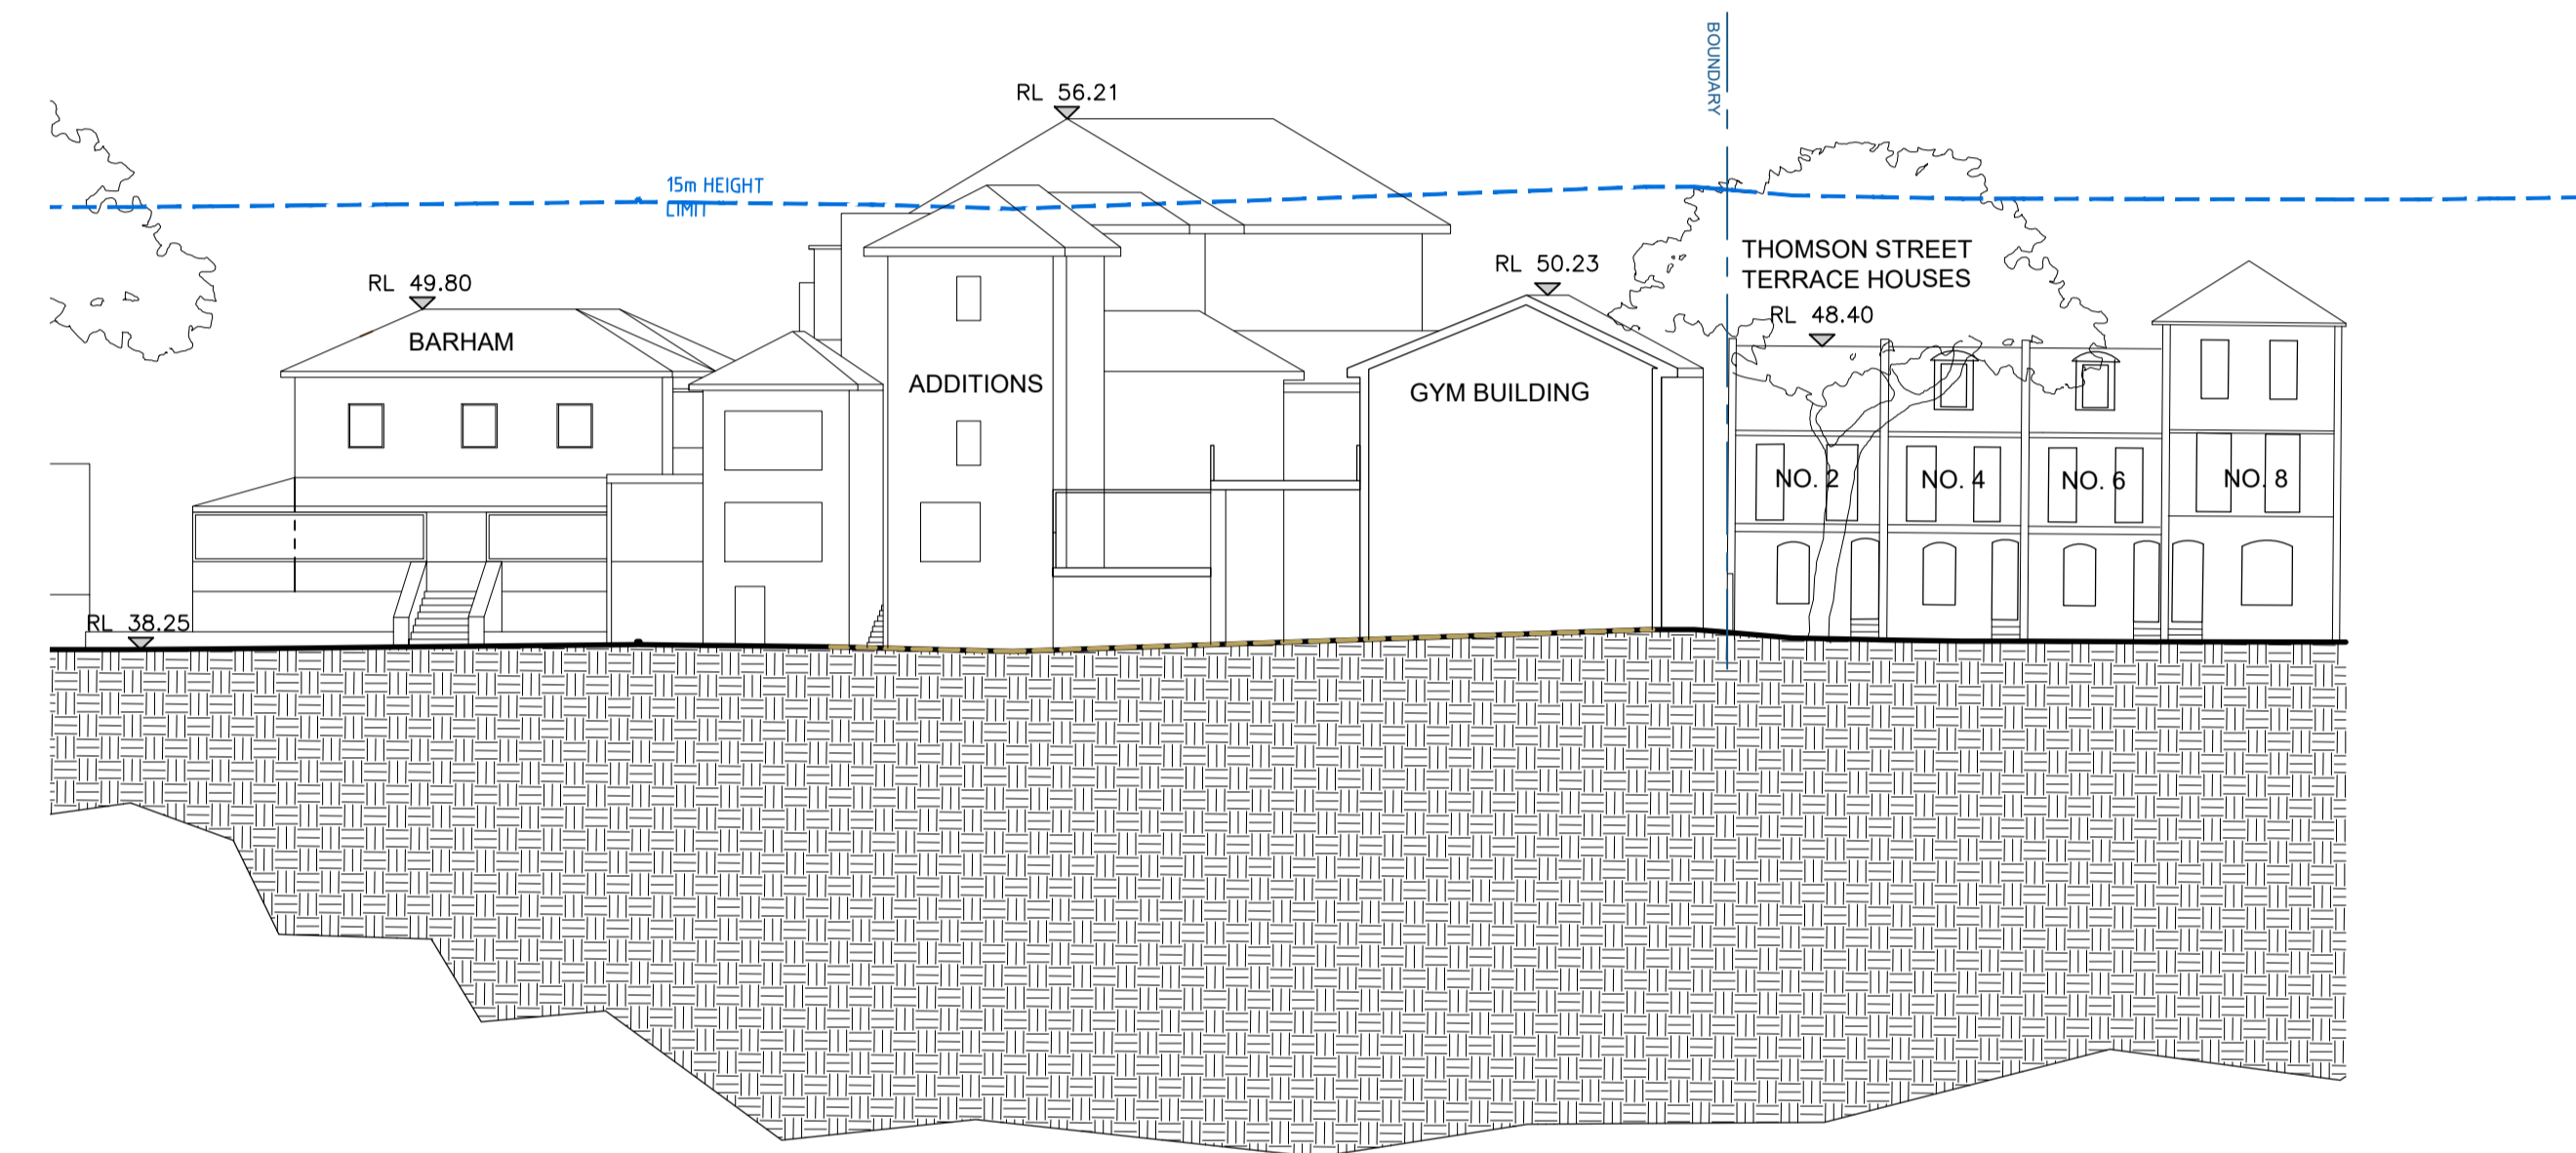 BOUNDARY
RL 56.21
15m HEIGHT
LIMIT
THOMSON STREET
TERRACE HOUSES
RL 50.23
RL 49.80
RL 48.40
BARHAM
ADDITIONS
GYM BUILDING
NO. 2
NO. 4
NO. 6
NO. 8
RL 38.25